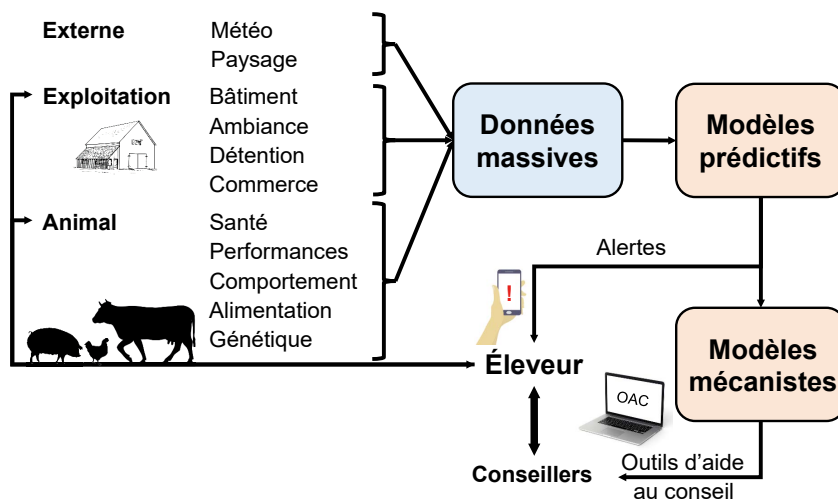 Externe
Météo
Paysage
Exploitation
Bâtiment
Ambiance
Détention
Commerce
Animal
Santé
Performances
Comportement
Alimentation
Génétique
Données
massives
Modèles
prédictifs
Alertes
!
Éleveur
Modèles
mécanistes
OAC
Conseillers
Outils d’aide
au conseil